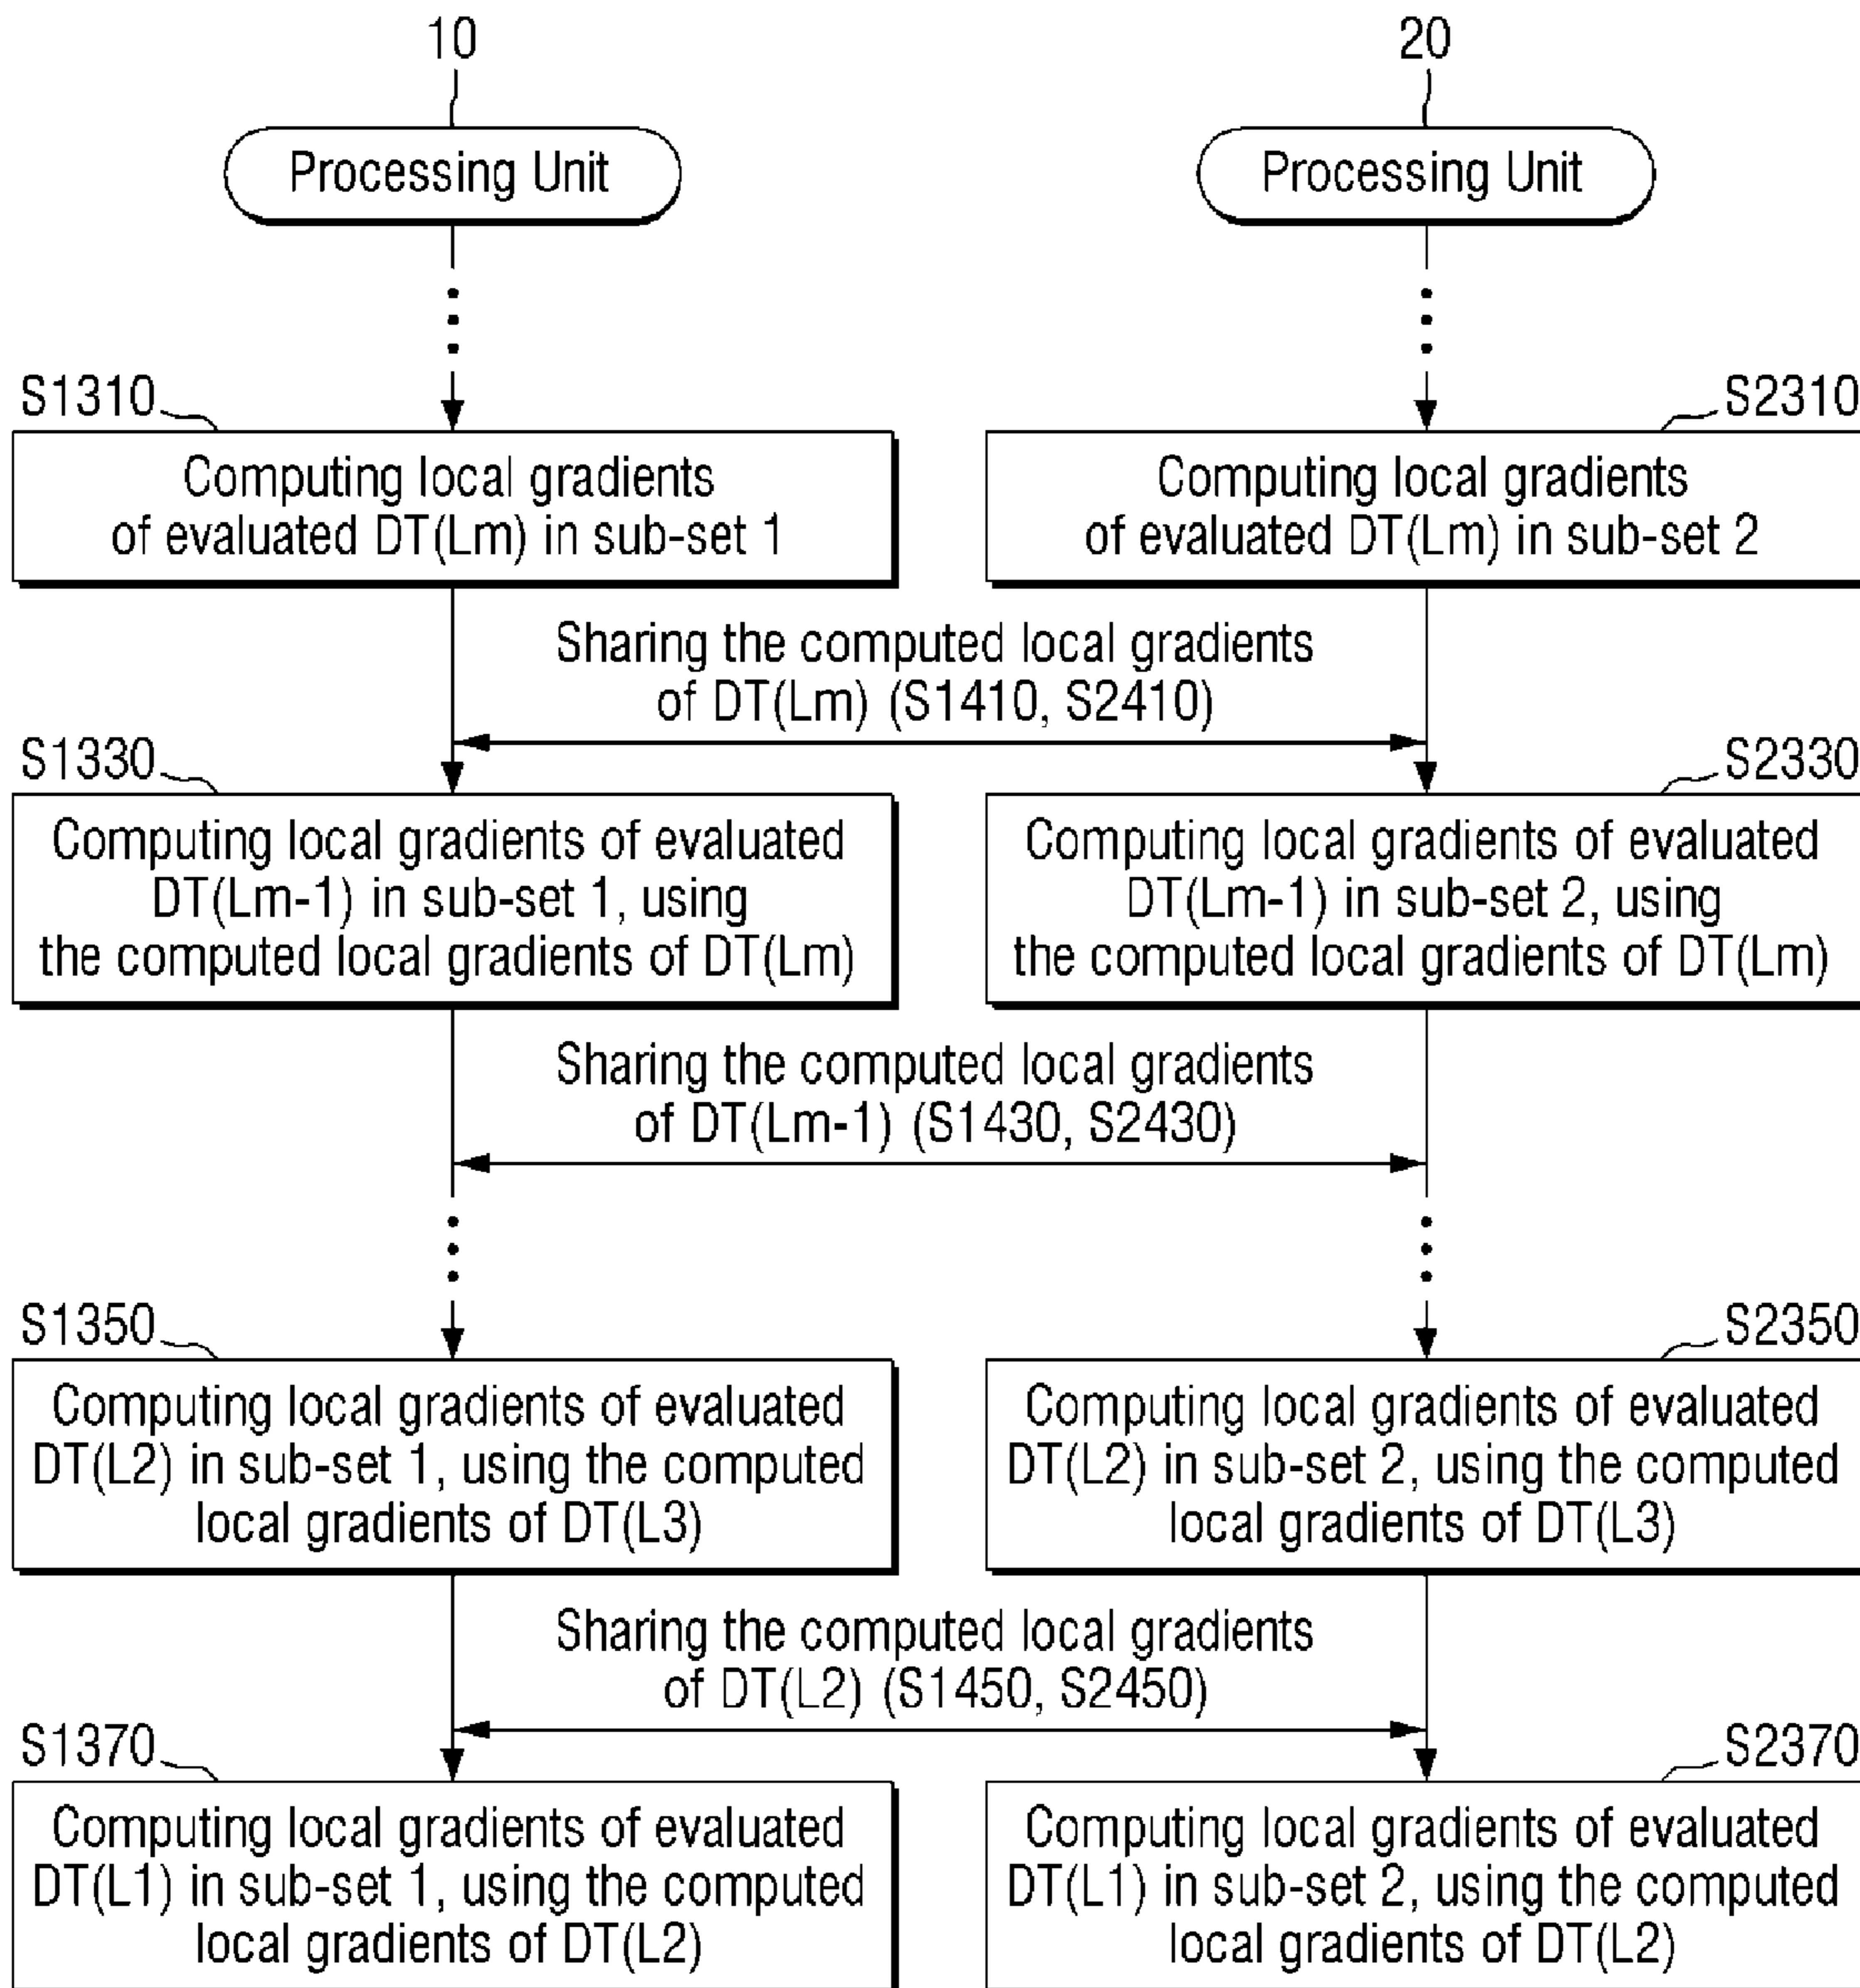 10
20
Processing Unit
Processing Unit
S1310
S2310
Computing local gradients
of evaluated DT(Lm) in sub-set 1
Computing local gradients
of evaluated DT(Lm) in sub-set 2
Sharing the computed local gradients
of DT(Lm) (S1410, S2410)
S1330
S2330
Computing local gradients of evaluated
DT(Lm-1) in sub-set 1, using
the computed local gradients of DT(Lm)
Computing local gradients of evaluated
DT(Lm-1) in sub-set 2, using
the computed local gradients of DT(Lm)
Sharing the computed local gradients
of DT(Lm-1) (S1430, S2430)
S1350
S2350
Computing local gradients of evaluated
DT(L2) in sub-set 1, using the computed
local gradients of DT(L3)
Computing local gradients of evaluated
DT(L2) in sub-set 2, using the computed
local gradients of DT(L3)
Sharing the computed local gradients
of DT(L2) (S1450, S2450)
S1370
S2370
Computing local gradients of evaluated
DT(L1) in sub-set 1, using the computed
local gradients of DT(L2)
Computing local gradients of evaluated
DT(L1) in sub-set 2, using the computed
local gradients of DT(L2)